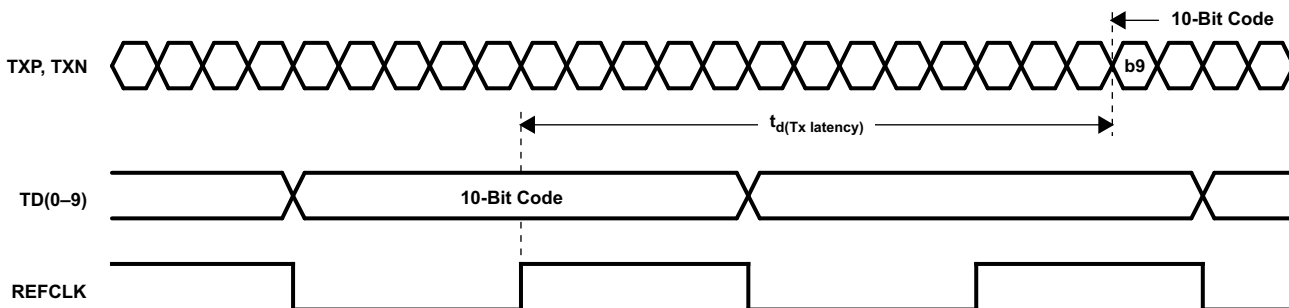 10-Bit Code
TXP, TXN
b9
td(Tx latency)
TD(0–9)
10-Bit Code
REFCLK